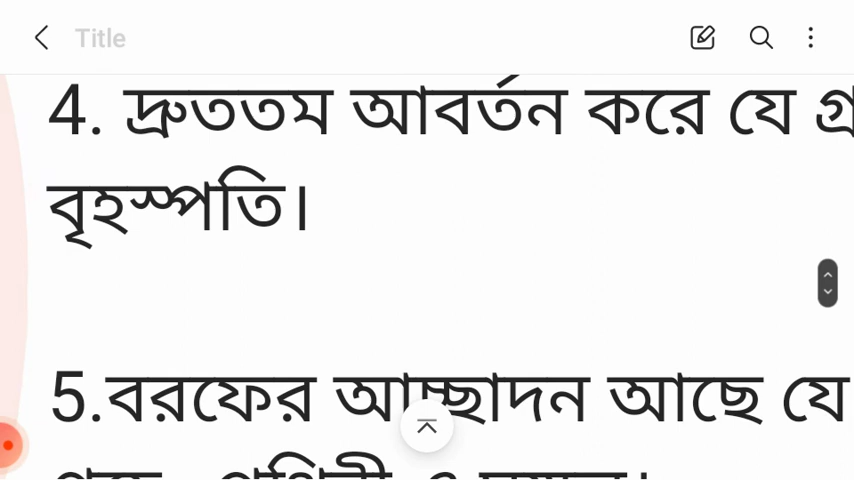 Title
4. দ্রুততম আবর্তন করে যে
বৃহস্পতি।
5.বরফের আচ্ছাদন আছে যে